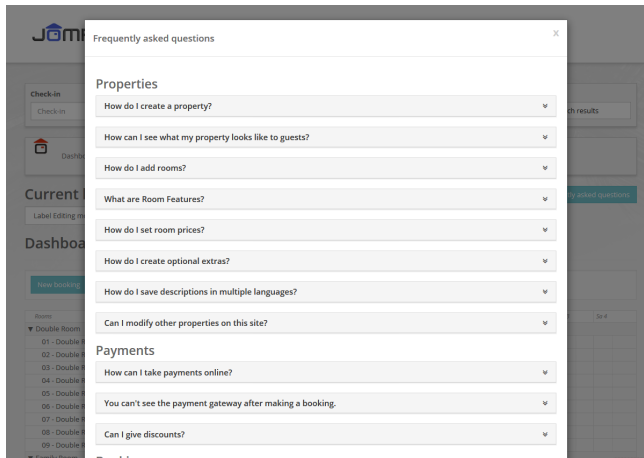 JOMR
Frequently asked questions
x
Check-in
Check-in
ch results
Dashbo
Current
tly asked questions
Label Editing m
Dashboa
New booking
Properties
How do I create a property?
How can I see what my property looks like to guests?
How do I add rooms?
What are Room Features?
How do I set room prices?
How do I create optional extras?
How do I save descriptions in multiple languages?
Can I modify other properties on this site?
Payments
How can I take payments online?
You can't see the payment gateway after making a booking.
Can I give discounts?
Rooms
Double Room
01 - Double R
02 - Double R
03 - Double R
04 - Double R
05 - Double R
06 - Double R
07 - Double R
08 - Double R
09 - Double R